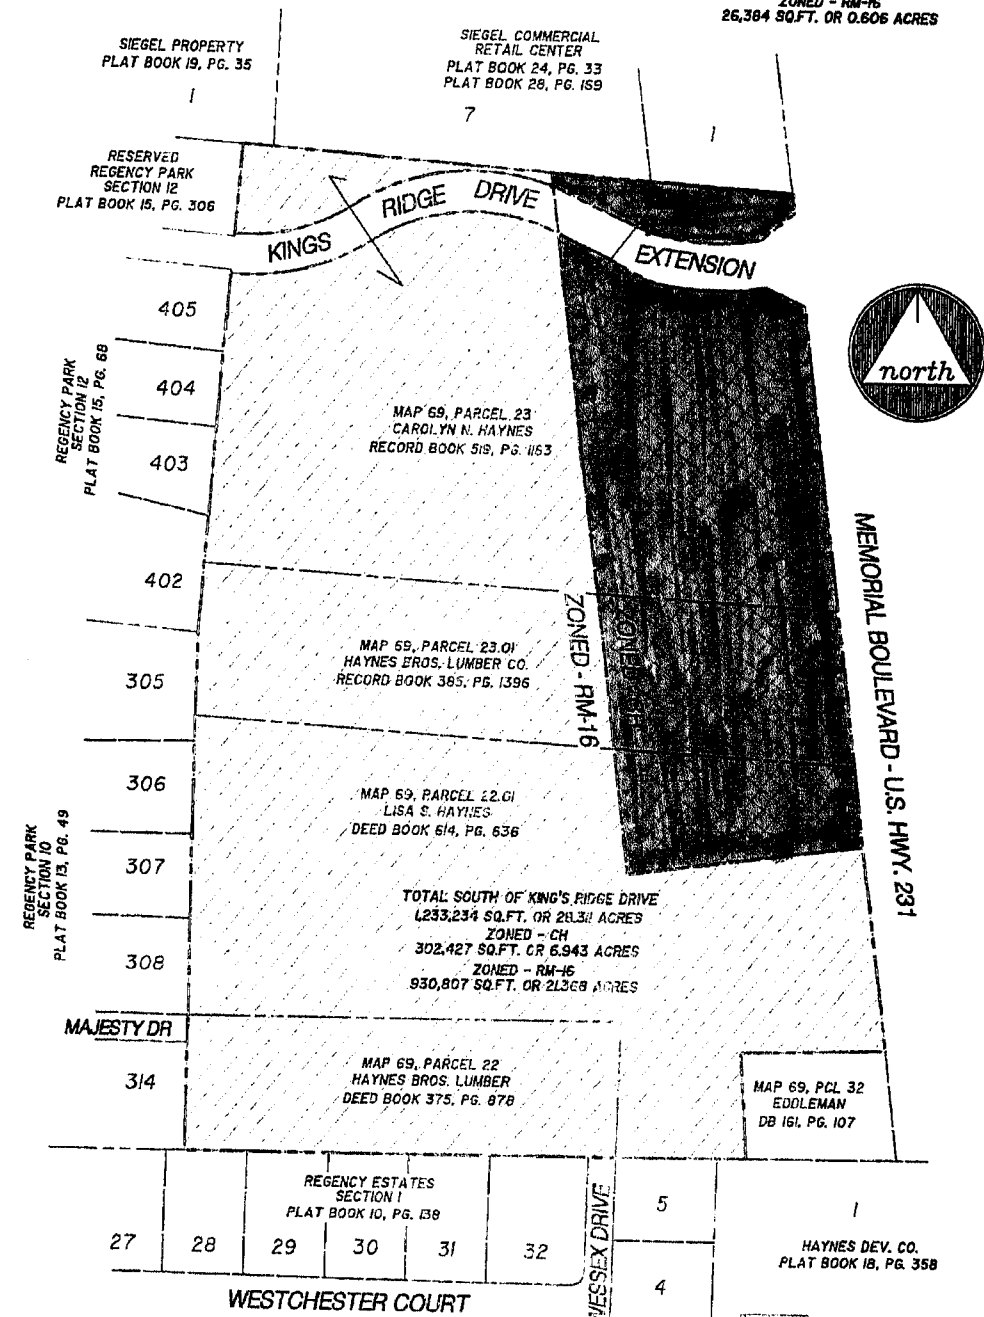 ZONED - RM-16
26,384 SQ.FT. OR 0.606 ACRES
SIEGEL PROPERTY
PLAT BOOK 19, PG. 35
1
SIEGEL COMMERCIAL
RETAIL CENTER
PLAT BOOK 24, PG. 33
PLAT BOOK 28, PG. 159
7
1
RESERVED
REGENCY PARK
SECTION 12
PLAT BOOK 15, PG. 306
KINGS RIDGE DRIVE EXTENSION
north
405
404
403
402
REGENCY PARK
SECTION 12
PLAT BOOK 15, PG. 68
MAP 69, PARCEL 23
CAROLYN N. HAYNES
RECORD BOOK 519, PG. 1153
MEMORIAL BOULEVARD - U.S. HWY. 231
ZONED - RM-16
ZONED
MAP 69, PARCEL 23.01
HAYNES BROS. LUMBER CO.
RECORD BOOK 385, PG. 1396
305
306
307
308
REGENCY PARK
SECTION 10
PLAT BOOK 13, PG. 49
MAP 69, PARCEL 22.01
LISA S. HAYNES
DEED BOOK 614, PG. 636
TOTAL SOUTH OF KING'S RIDGE DRIVE
1,233,234 SQ.FT. OR 28.311 ACRES
ZONED - CH
302,427 SQ.FT. OR 6.943 ACRES
ZONED - RM-16
930,807 SQ.FT. OR 21.368 ACRES
MAJESTY DR
314
MAP 69, PARCEL 22
HAYNES BROS. LUMBER
DEED BOOK 375, PG. 878
MAP 69, PCL 32
EDDLEMAN
DB 161, PG. 107
REGENCY ESTATES
SECTION 1
PLAT BOOK 10, PG. 138
27
28
29
30
31
32
WESSEX DRIVE
5
4
1
HAYNES DEV. CO.
PLAT BOOK 18, PG. 358
WESTCHESTER COURT